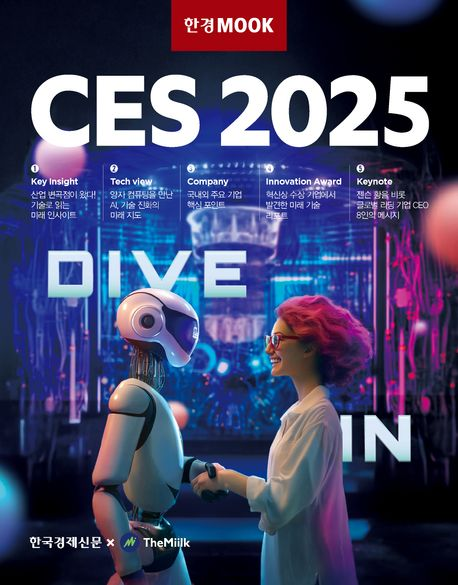 한경MOOK
CES 2025
1
Key Insight
산업 변곡점이 왔다!
기술로 읽는
미래 인사이트
2
Tech view
양자 컴퓨팅을 만난
AI, 기술 진화의
미래 지도
3
Company
국내외 주요 기업
핵심 포인트
4
Innovation Award
혁신상 수상 기업에서
발견한 미래 기술
리포트
5
Keynote
젠슨 황을 비롯
글로벌 리딩 기업 CEO
8인의 메시지
DIVE
IN
한국경제신문 × TheMiilk